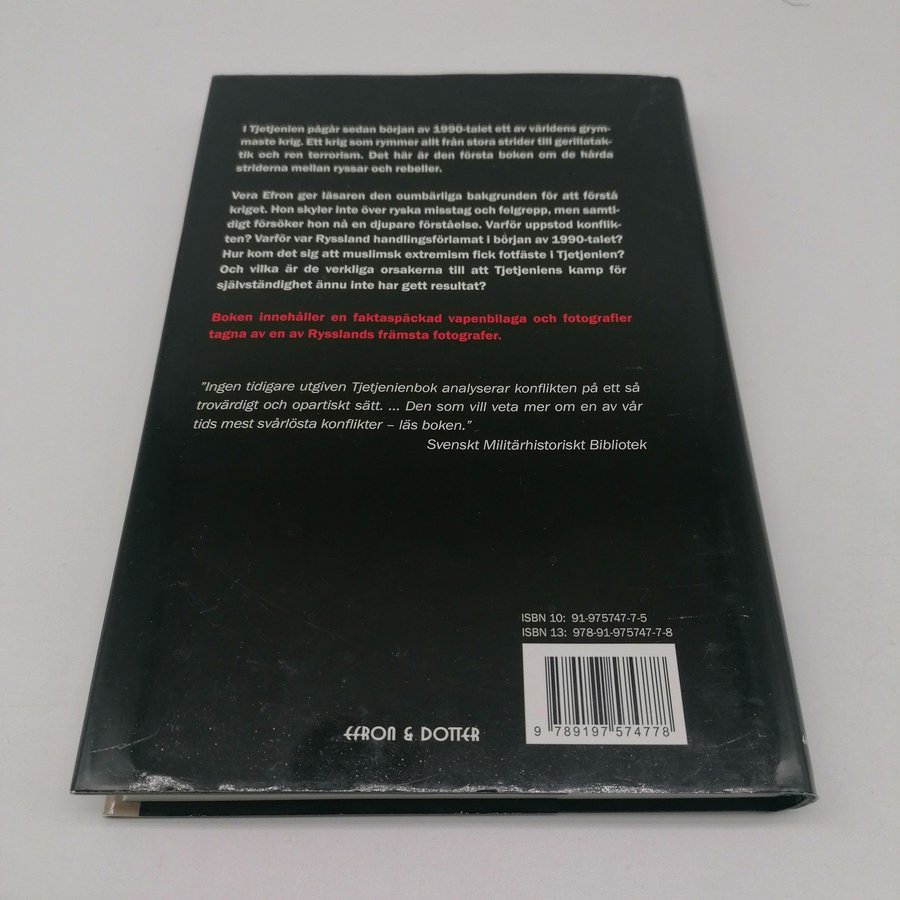 I Tjetjenien pågår sedan början av 1990-talet ett av världens grym-
maste krig. Ett krig som rymmer allt från stora strider till gerillatak-
tik och ren terrorism. Det här är den första boken om de hårda
striderna mellan ryssar och rebeller.
Vera Efron ger läsaren den oumbärliga bakgrunden för att förstå
kriget. Hon skyler inte över ryska misstag och felgrepp, men samti-
digt försöker hon nå en djupare förståelse. Varför uppstod konflik-
ten? Varför var Ryssland handlingsförlamat i början av 1990-talet?
Hur kom det sig att muslimsk extremism fick fotfäste i Tjetjenien?
Och vilka är de verkliga orsakerna till att Tjetjeniens kamp för
självständighet ännu inte har gett resultat?
Boken innehåller en faktaspäckad vapenbilaga och fotografier
tagna av en av Rysslands främsta fotografer.
”Ingen tidigare utgiven Tjetjenienbok analyserar konflikten på ett så
trovärdigt och opartiskt sätt. ... Den som vill veta mer om en av vår
tids mest svårlösta konflikter – läs boken.”
Svenskt Militärhistoriskt Bibliotek
ISBN 10: 91-975747-7-5
ISBN 13: 978-91-975747-7-8
9 789197 574778
EFRON & DOTTER